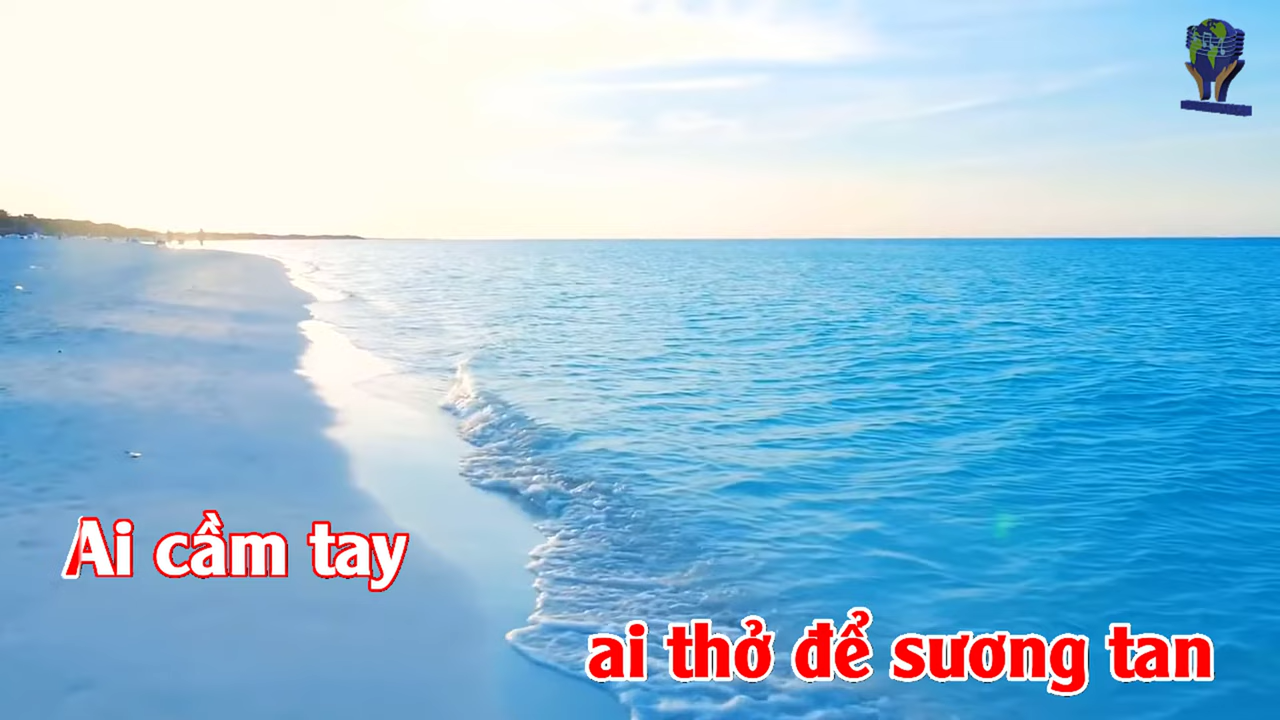 Ai cầm tay
ai thở để sương tan